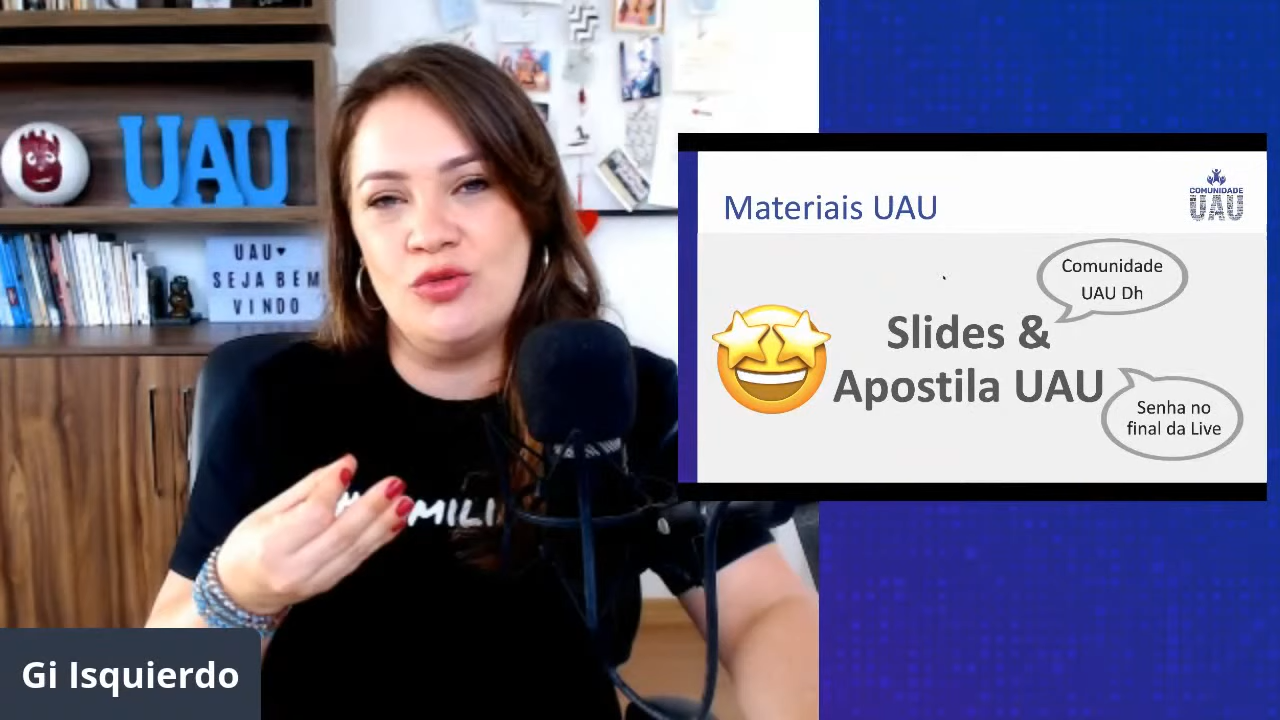 UAU
UAU♥
SEJA BEM
VINDO
MILI
Gi Isquierdo
Materiais UAU
COMUNIDADE
UAU
Comunidade
UAU Dh
Slides &
Apostila UAU
Senha no
final da Live